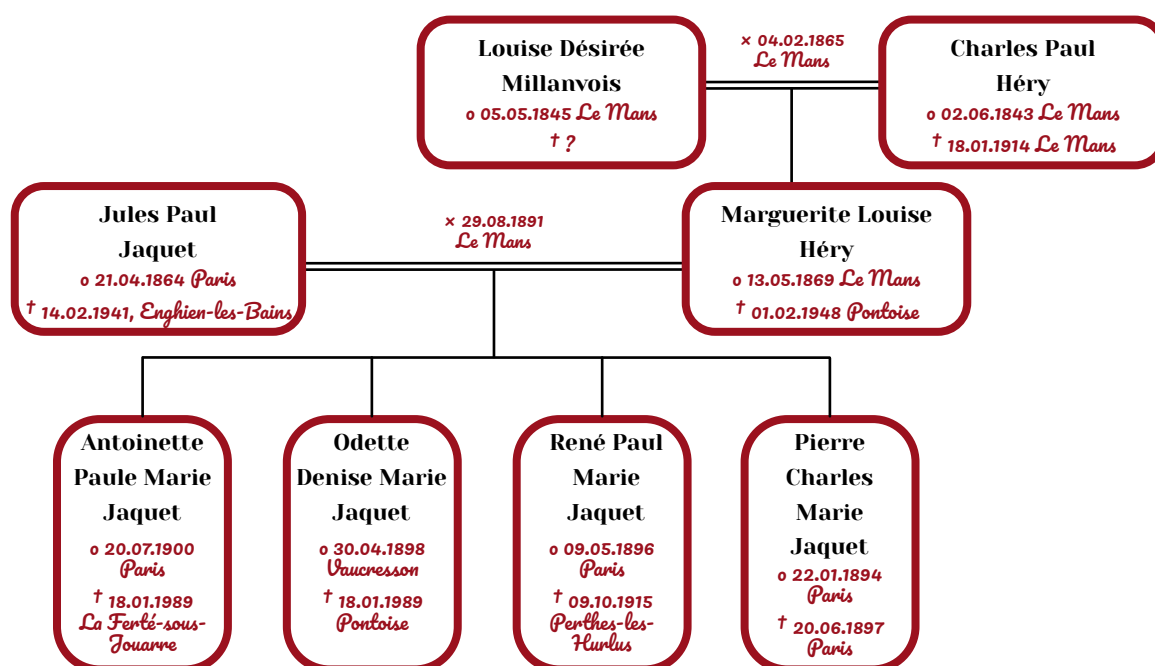 Louise Désirée
Millanvois
o 05.05.1845 Le Mans
† ?
× 04.02.1865
Le Mans
Charles Paul
Héry
o 02.06.1843 Le Mans
† 18.01.1914 Le Mans
Jules Paul
Jaquet
o 21.04.1864 Paris
† 14.02.1941, Enghien-les-Bains
× 29.08.1891
Le Mans
Marguerite Louise
Héry
o 13.05.1869 Le Mans
† 01.02.1948 Pontoise
Antoinette
Paule Marie
Jaquet
o 20.07.1900
Paris
† 18.01.1989
La Ferté-sous-
Jouarre
Odette
Denise Marie
Jaquet
o 30.04.1898
Vaucresson
† 18.01.1989
Pontoise
René Paul
Marie
Jaquet
o 09.05.1896
Paris
† 09.10.1915
Perthes-les-
Hurlus
Pierre
Charles
Marie
Jaquet
o 22.01.1894
Paris
† 20.06.1897
Paris